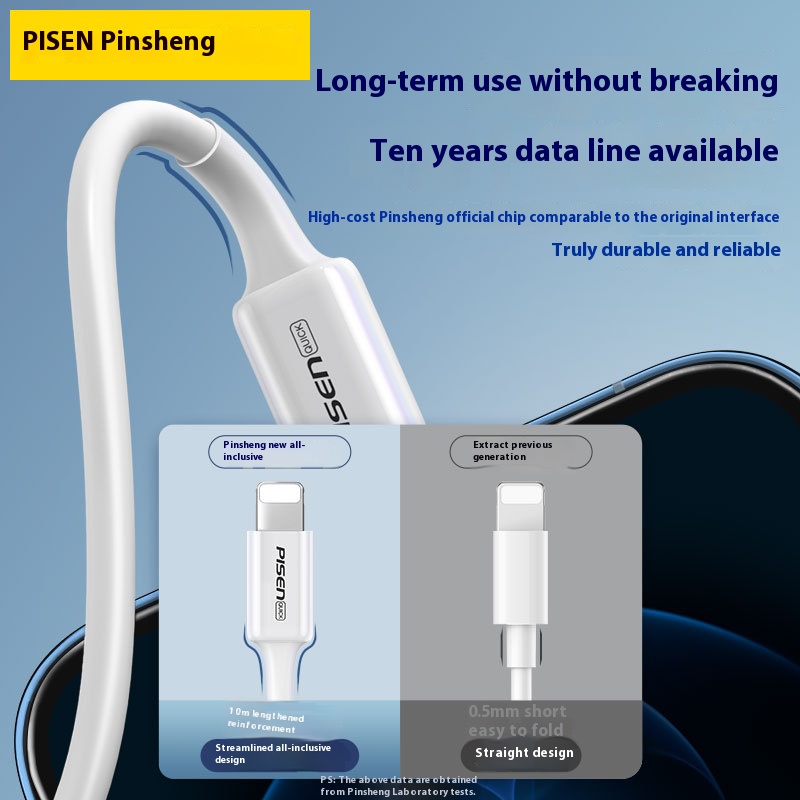 PISEN Pinsheng
Long-term use without breaking
Ten years data line available
High-cost Pinsheng official chip comparable to the original interface
Truly durable and reliable
QUICK
PISEN
Pinsheng new all-
inclusive
Extract previous
generation
PISEN
QUICK
10m lengthened
reinforcement
0.5mm short
easy to fold
Streamlined all-inclusive
design
Straight design
PS: The above data are obtained
from Pinsheng Laboratory tests.